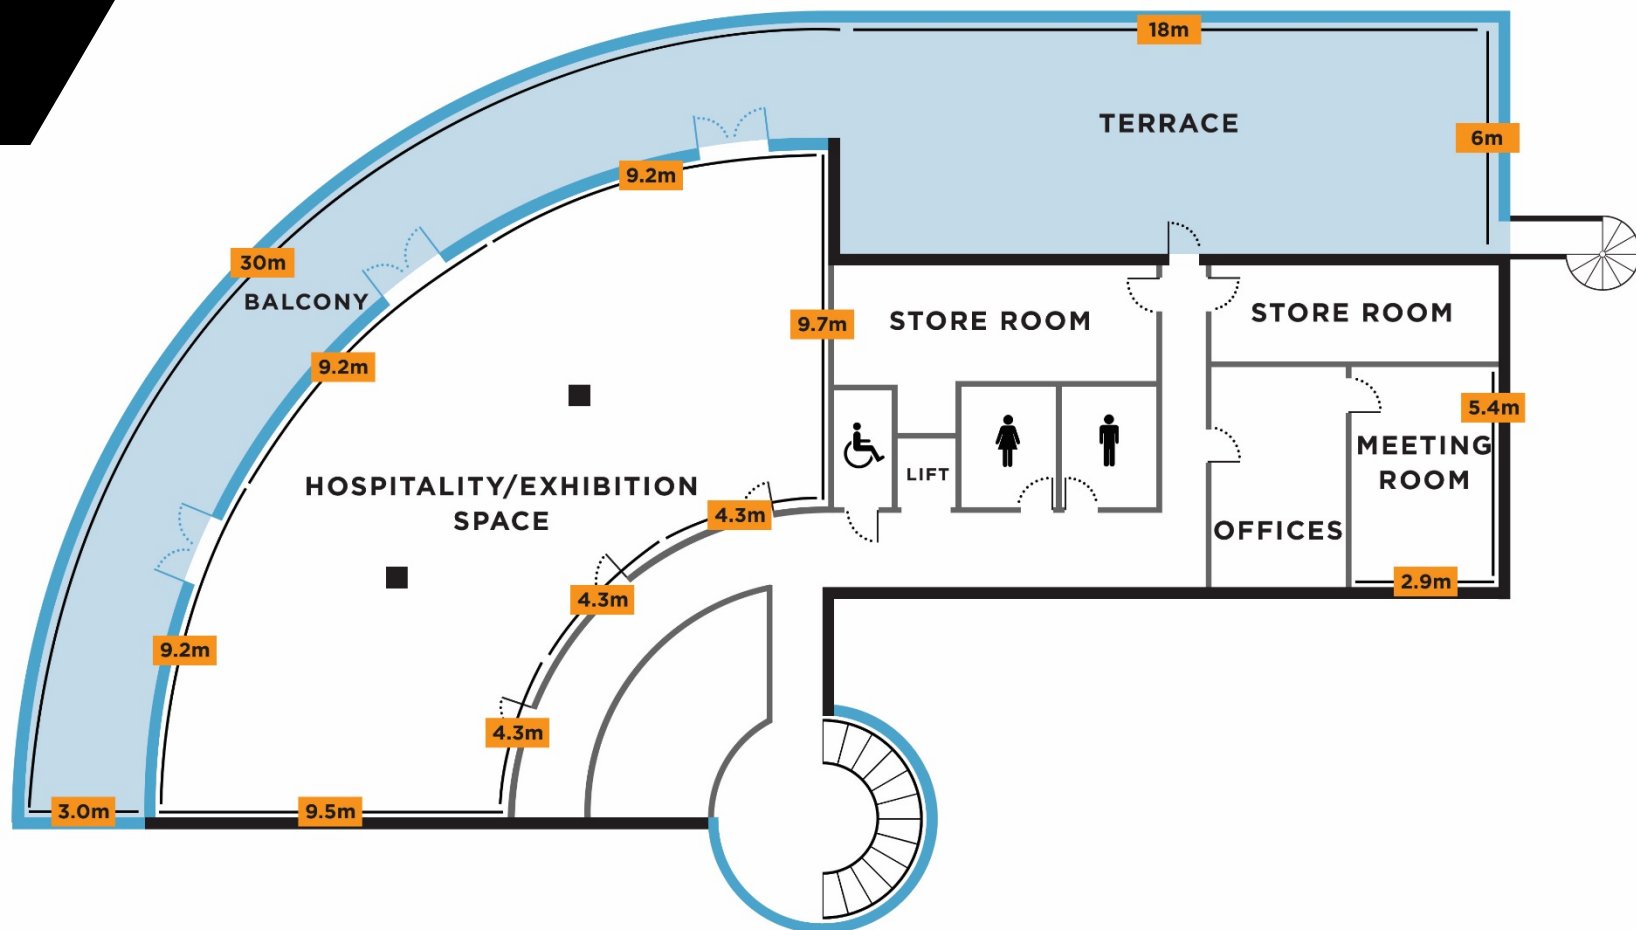 18m
TERRACE
6m
9.2m
30m
BALCONY
9.7m
STORE ROOM
STORE ROOM
9.2m
5.4m
MEETING
ROOM
HOSPITALITY/EXHIBITION
SPACE
LIFT
4.3m
OFFICES
4.3m
2.9m
9.2m
4.3m
3.0m
9.5m